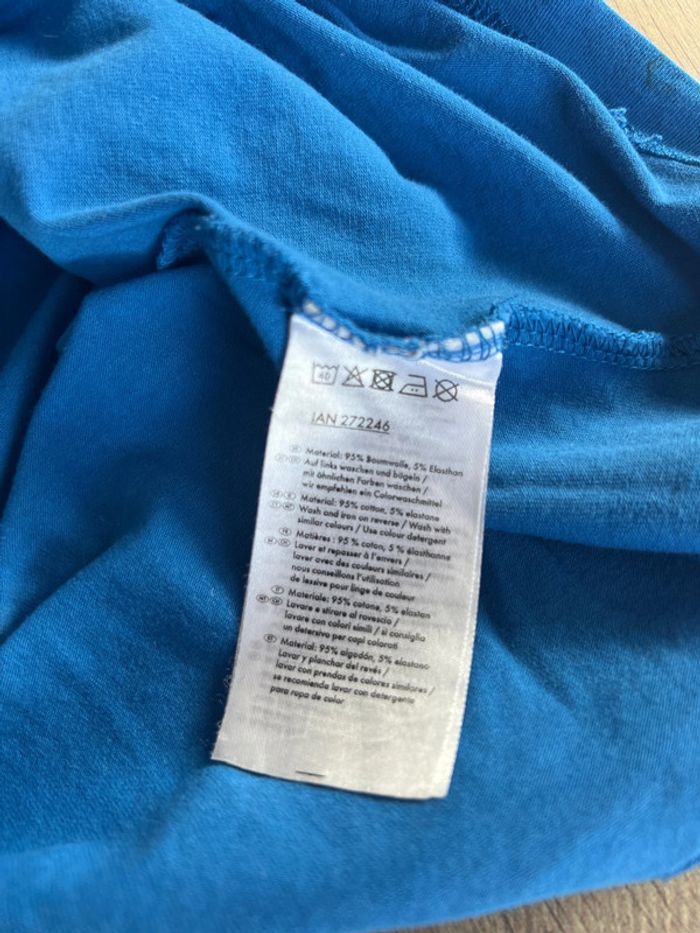 40
IAN 272246
Material: 95% Baumwolle, 5% Elasthan
Auf links waschen und bügeln /
mit ähnlichen Farben waschen /
wir empfehlen ein Colorwaschmittel
Material: 95% cotton, 5% elastane
Wash and iron on reverse / Wash with
similar colours / Use colour detergent
Matières : 95 % coton, 5 % élasthanne
Laver et repasser à l'envers /
laver avec des couleurs similaires /
nous conseillons l'utilisation
de lessive pour linge de couleur
Materiale: 95% cotone, 5% elastan
Lavare e stirare al rovescio /
lavare con colori simili / si consiglia
un detersivo per capi colorati
Material: 95% algodón, 5% elastano
Lavar y planchar del revés /
lavar con prendas de colores similares /
se recomienda lavar con detergente
para ropa de color